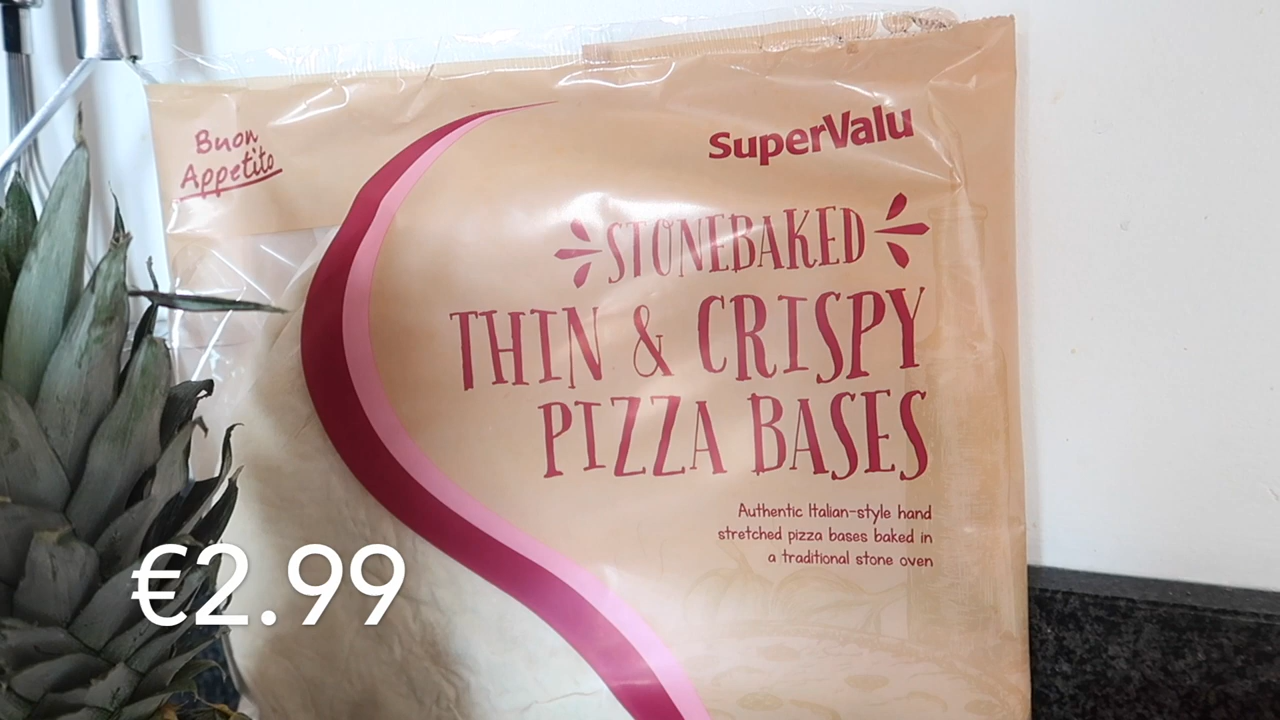 Buon
Appetito
SuperValu
STONEBAKED
THIN & CRISPY
PIZZA BASES
Authentic Italian-style hand
stretched pizza bases baked in
a traditional stone oven
€2.99